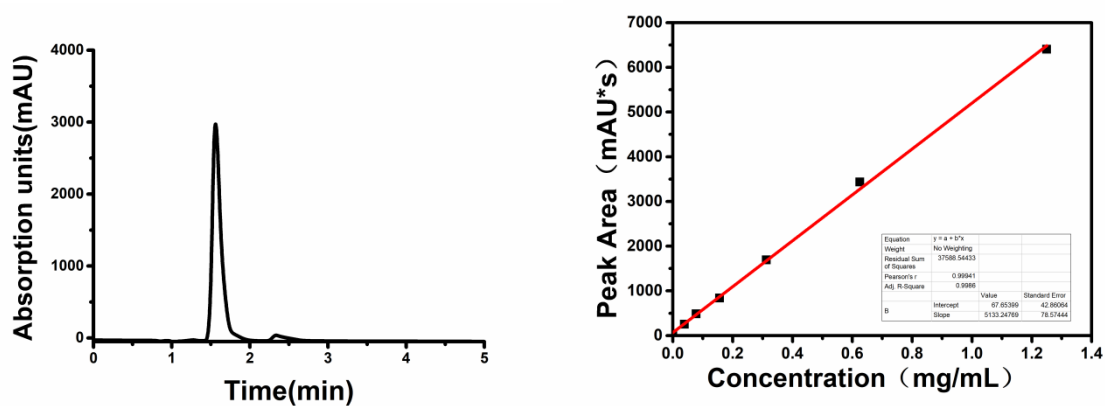 Absorption units(mAU)
4000
3000
2000
1000
0
0
1
2
3
4
5
Time(min)
Peak Area（mAU*s）
7000
6000
5000
4000
3000
2000
1000
0
0.0
0.2
0.4
0.6
0.8
1.0
1.2
1.4
Concentration（mg/mL）
Equation y = a + b*x
Weight No Weighting
Residual Sum of Squares 37588.54433
Pearson's r 0.99941
Adj. R-Square 0.9986
Value Standard Error
B Intercept 67.65399 42.86064
Slope 5133.24769 78.57444